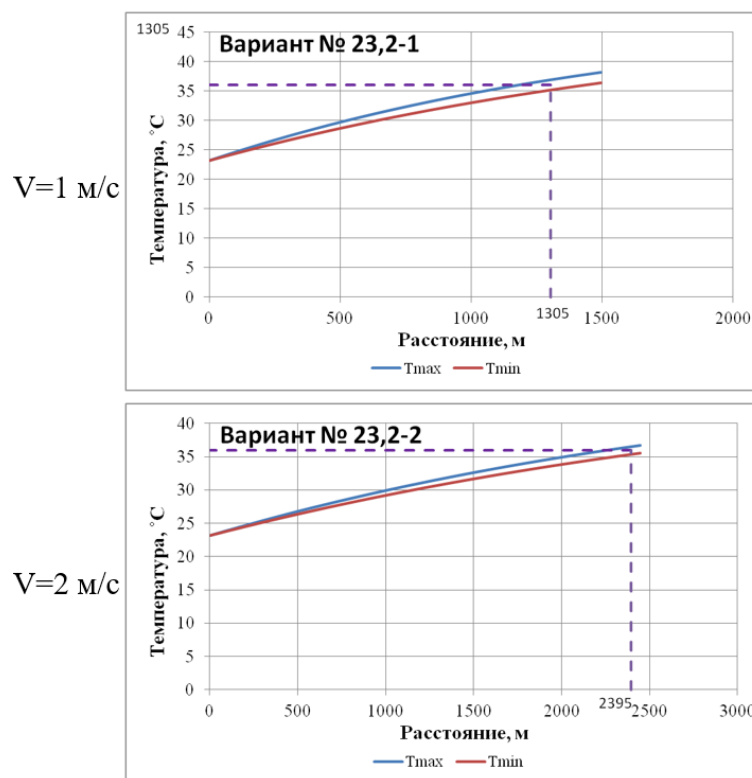 1305
Вариант № 23,2-1
45
40
35
30
25
20
15
10
5
0
Температура, ˚С
0
500
1000
1305
1500
2000
Расстояние, м
Tmax
Tmin
V=1 м/с
Вариант № 23,2-2
40
35
30
25
20
15
10
5
0
Температура, ˚С
0
500
1000
1500
2000
2395
2500
3000
Расстояние, м
Tmax
Tmin
V=2 м/с